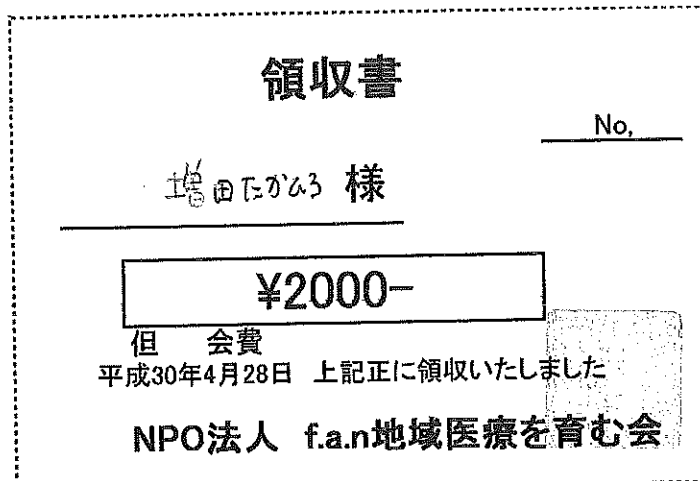 領収書
No,
増田たかひろ 様
¥2000-
但 会費
平成30年4月28日 上記正に領収いたしました
NPO法人 f.a.n地域医療を育む会